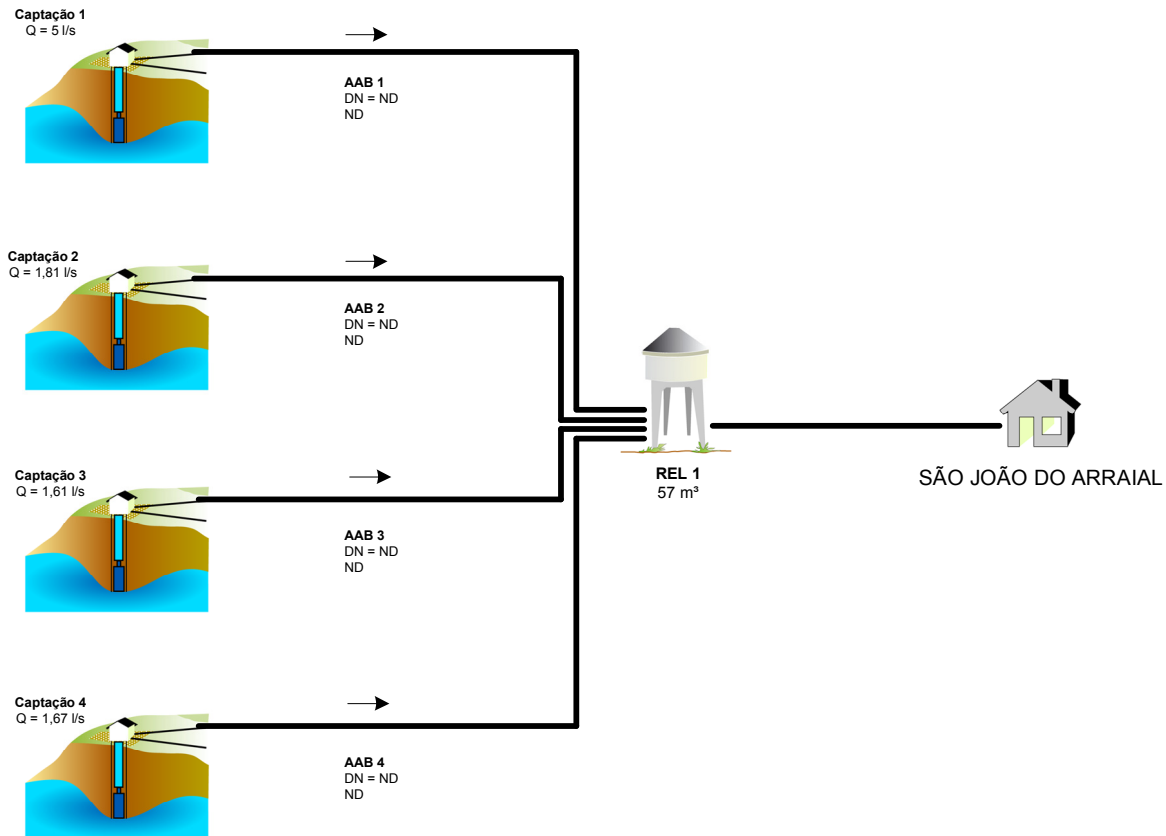 Captação 1
Q = 5 l/s
AAB 1
DN = ND
ND
Captação 2
Q = 1,81 l/s
AAB 2
DN = ND
ND
Captação 3
Q = 1,61 l/s
AAB 3
DN = ND
ND
Captação 4
Q = 1,67 l/s
AAB 4
DN = ND
ND
REL 1
57 m³
SÃO JOÃO DO ARRAIAL